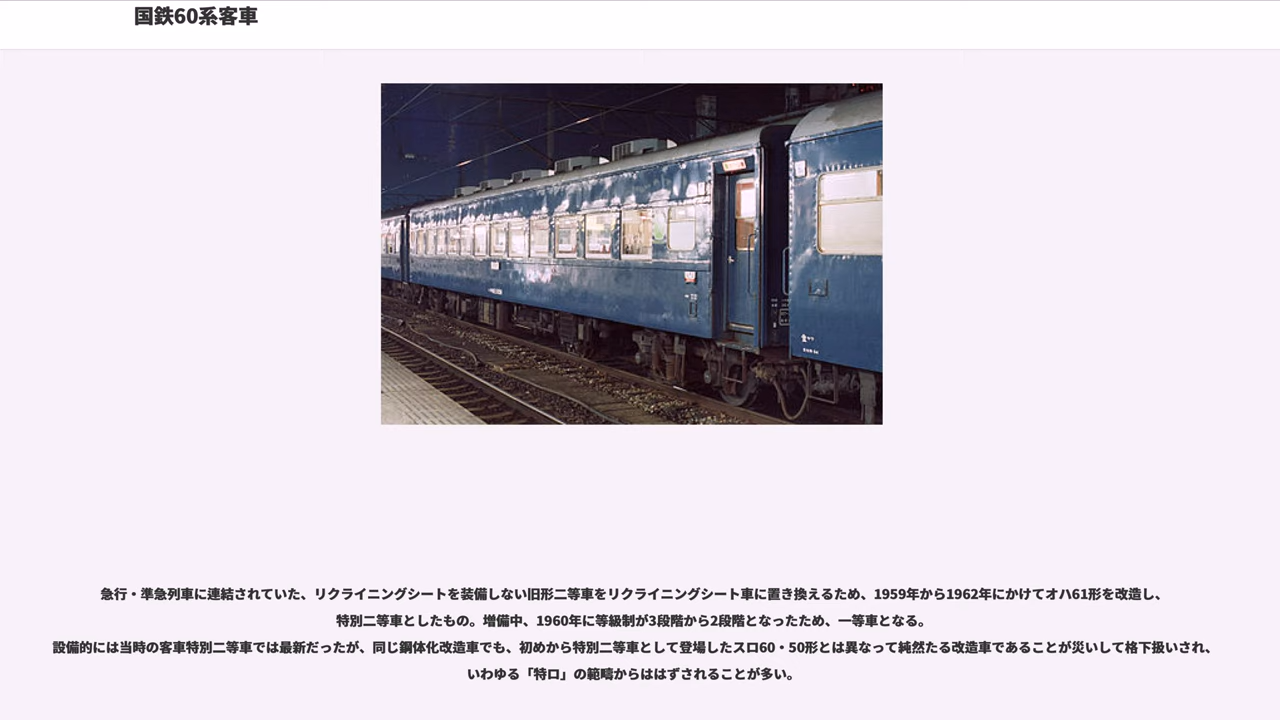 国鉄60系客車
急行・準急列車に連結されていた、リクライニングシートを装備しない旧形二等車をリクライニングシート車に置き換えるため、1959年から1962年にかけてオハ61形を改造し、
特別二等車としたもの。増備中、1960年に等級制が3段階から2段階となったため、一等車となる。
設備的には当時の客車特別二等車では最新だったが、同じ鋼体化改造車でも、初めから特別二等車として登場したスロ60・50形とは異なって純然たる改造車であることが災いして格下扱いされ、
いわゆる「特ロ」の範疇からははずされることが多い。